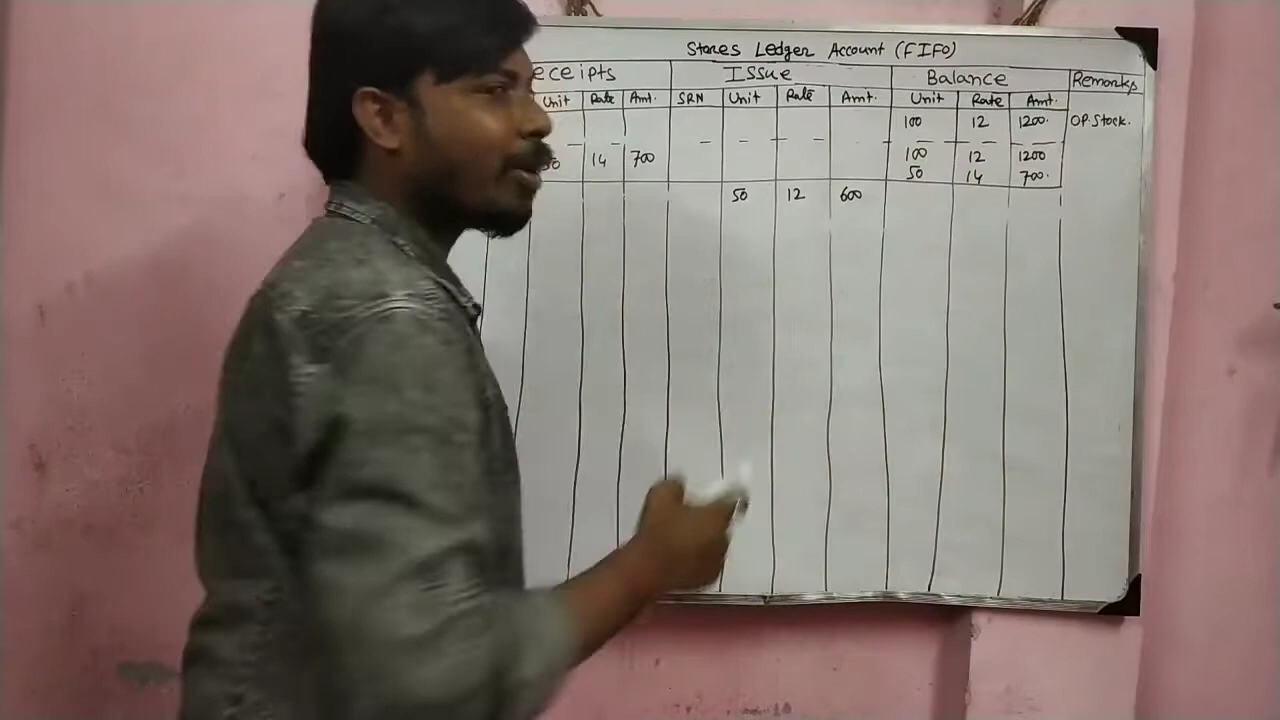 Stores Ledger Account (FIFO)
eceipts Issue Balance Remarks
Unit Rate Amt. SRN Unit Rate Amt. Unit Rate Amt.
100 12 1200. OP. Stock.
50 14 700 100 12 1200
50 14 700.
50 12 600